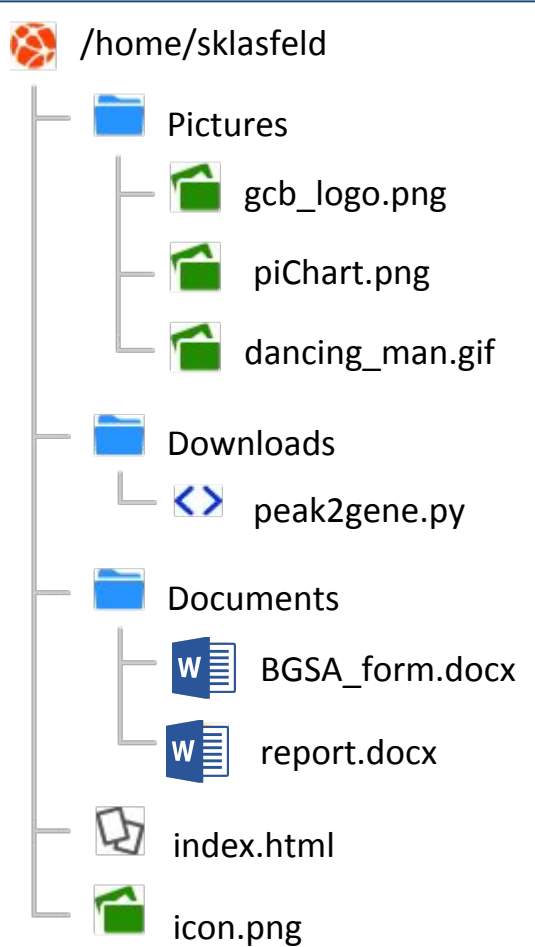 /home/sklasfeld
Pictures
gcb_logo.png
piChart.png
dancing_man.gif
Downloads
peak2gene.py
Documents
W BGSA_form.docx
W report.docx
index.html
icon.png